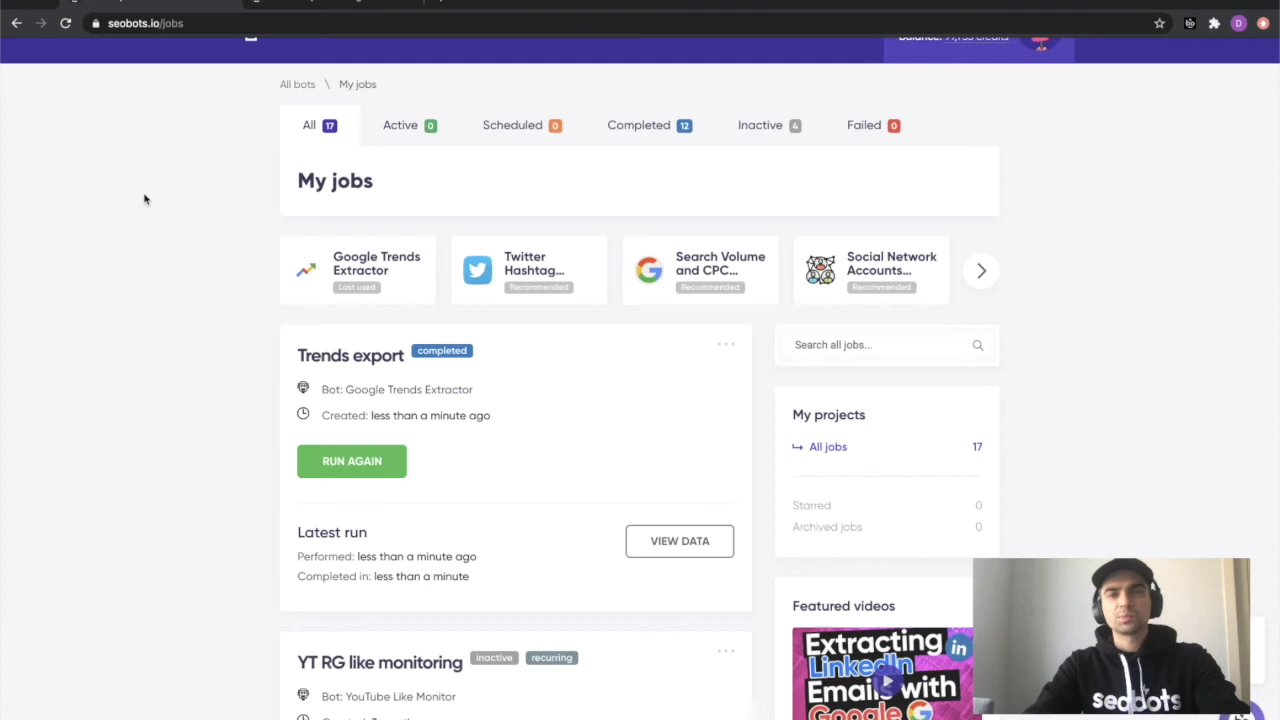 seobots.io/jobs
D
All bots \ My jobs
All 17
Active 0
Scheduled 0
Completed 12
Inactive 4
Failed 0
My jobs
Google Trends
Extractor
Last used
Twitter
Hashtag...
Recommended
Search Volume
and CPC...
Recommended
Social Network
Accounts...
Recommended
Trends export completed
Bot: Google Trends Extractor
Created: less than a minute ago
RUN AGAIN
Latest run
Performed: less than a minute ago
Completed in: less than a minute
VIEW DATA
YT RG like monitoring inactive recurring
Bot: YouTube Like Monitor
Search all jobs...
My projects
All jobs 17
Starred 0
Archived jobs 0
Featured videos
Extracting
LinkedIn in
Emails with
Google G
seobots